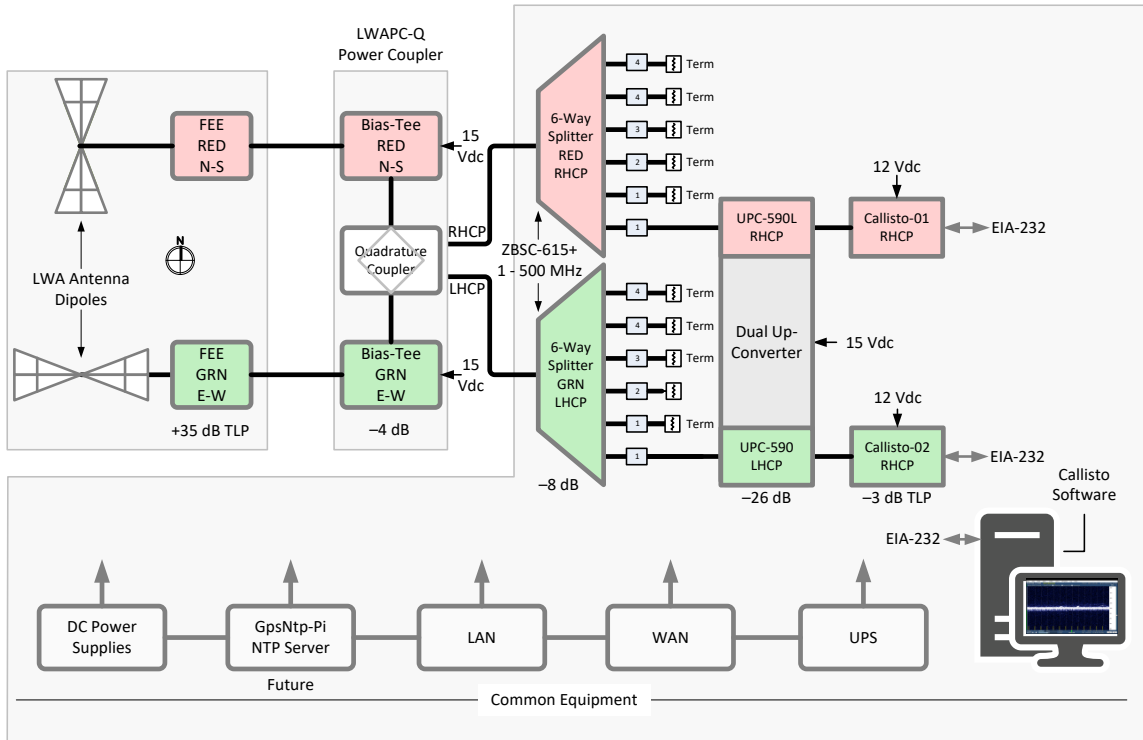 LWAPC-Q
Power Coupler
FEE
RED
N-S
Bias-Tee
RED
N-S
15
Vdc
6-Way
Splitter
RED
RHCP
4
Term
4
Term
3
Term
2
Term
1
Term
1
12 Vdc
UPC-590L
RHCP
Callisto-01
RHCP
EIA-232
N
LWA Antenna
Dipoles
Quadrature
Coupler
RHCP
LHCP
ZBSC-615+
1 - 500 MHz
Dual Up-
Converter
15 Vdc
FEE
GRN
E-W
+35 dB TLP
Bias-Tee
GRN
E-W
–4 dB
15
Vdc
6-Way
Splitter
GRN
LHCP
–8 dB
4
Term
4
Term
3
Term
2
1
Term
1
12 Vdc
UPC-590
LHCP
–26 dB
Callisto-02
RHCP
–3 dB TLP
EIA-232
Callisto
Software
EIA-232
DC Power
Supplies
GpsNtp-Pi
NTP Server
Future
LAN
WAN
UPS
Common Equipment